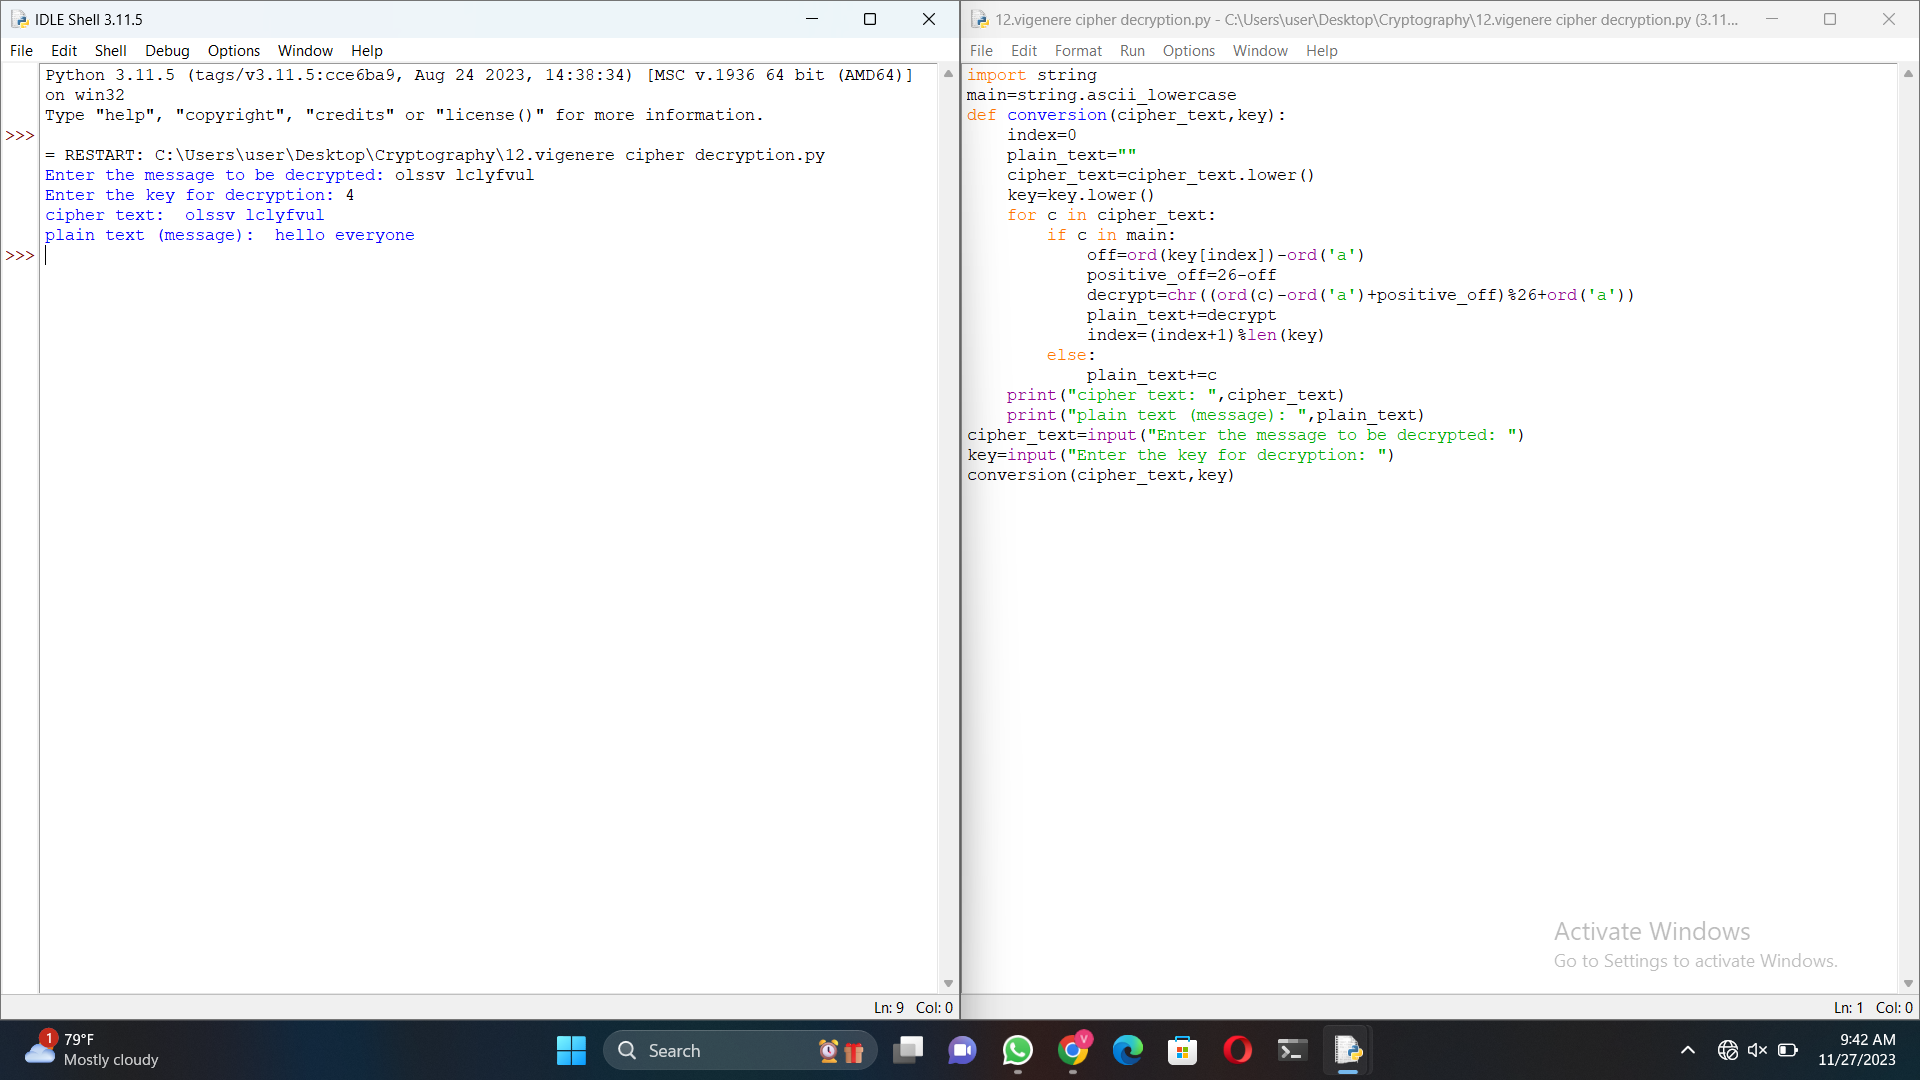 IDLE Shell 3.11.5
File Edit Shell Debug Options Window Help
Python 3.11.5 (tags/v3.11.5:cce6ba9, Aug 24 2023, 14:38:34) [MSC v.1936 64 bit (AMD64)]
on win32
Type "help", "copyright", "credits" or "license()" for more information.
>>>
= RESTART: C:\Users\user\Desktop\Cryptography\12.vigenere cipher decryption.py
Enter the message to be decrypted: olssv lclyfvul
Enter the key for decryption: 4
cipher text:  olssv lclyfvul
plain text (message):  hello everyone
>>>
Ln: 9 Col: 0
12.vigenere cipher decryption.py - C:\Users\user\Desktop\Cryptography\12.vigenere cipher decryption.py (3.11...
File Edit Format Run Options Window Help
import string
main=string.ascii_lowercase
def conversion(cipher_text,key):
    index=0
    plain_text=""
    cipher_text=cipher_text.lower()
    key=key.lower()
    for c in cipher_text:
        if c in main:
            off=ord(key[index])-ord('a')
            positive_off=26-off
            decrypt=chr((ord(c)-ord('a')+positive_off)%26+ord('a'))
            plain_text+=decrypt
            index=(index+1)%len(key)
        else:
            plain_text+=c
    print("cipher text: ",cipher_text)
    print("plain text (message): ",plain_text)
cipher_text=input("Enter the message to be decrypted: ")
key=input("Enter the key for decryption: ")
conversion(cipher_text,key)
Activate Windows
Go to Settings to activate Windows.
Ln: 1 Col: 0
1
79°F
Mostly cloudy
Search
V
9:42 AM
11/27/2023